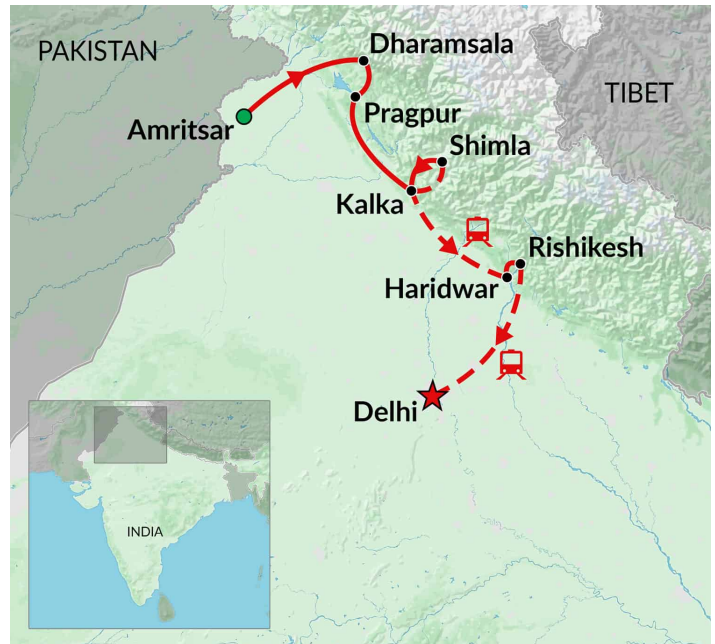 PAKISTAN
Dharamsala
TIBET
Pragpur
Amritsar
Shimla
Kalka
Rishikesh
Haridwar
Delhi
INDIA